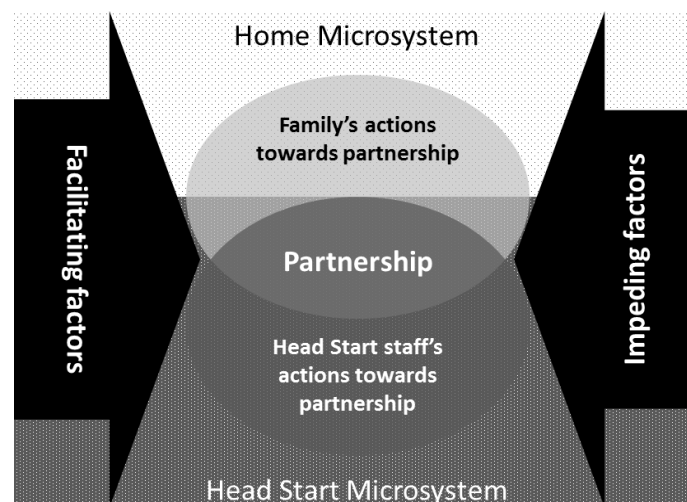 Home Microsystem
Family’s actions
towards partnership
Facilitating factors
Partnership
Impeding factors
Head Start staff’s
actions towards
partnership
Head Start Microsystem